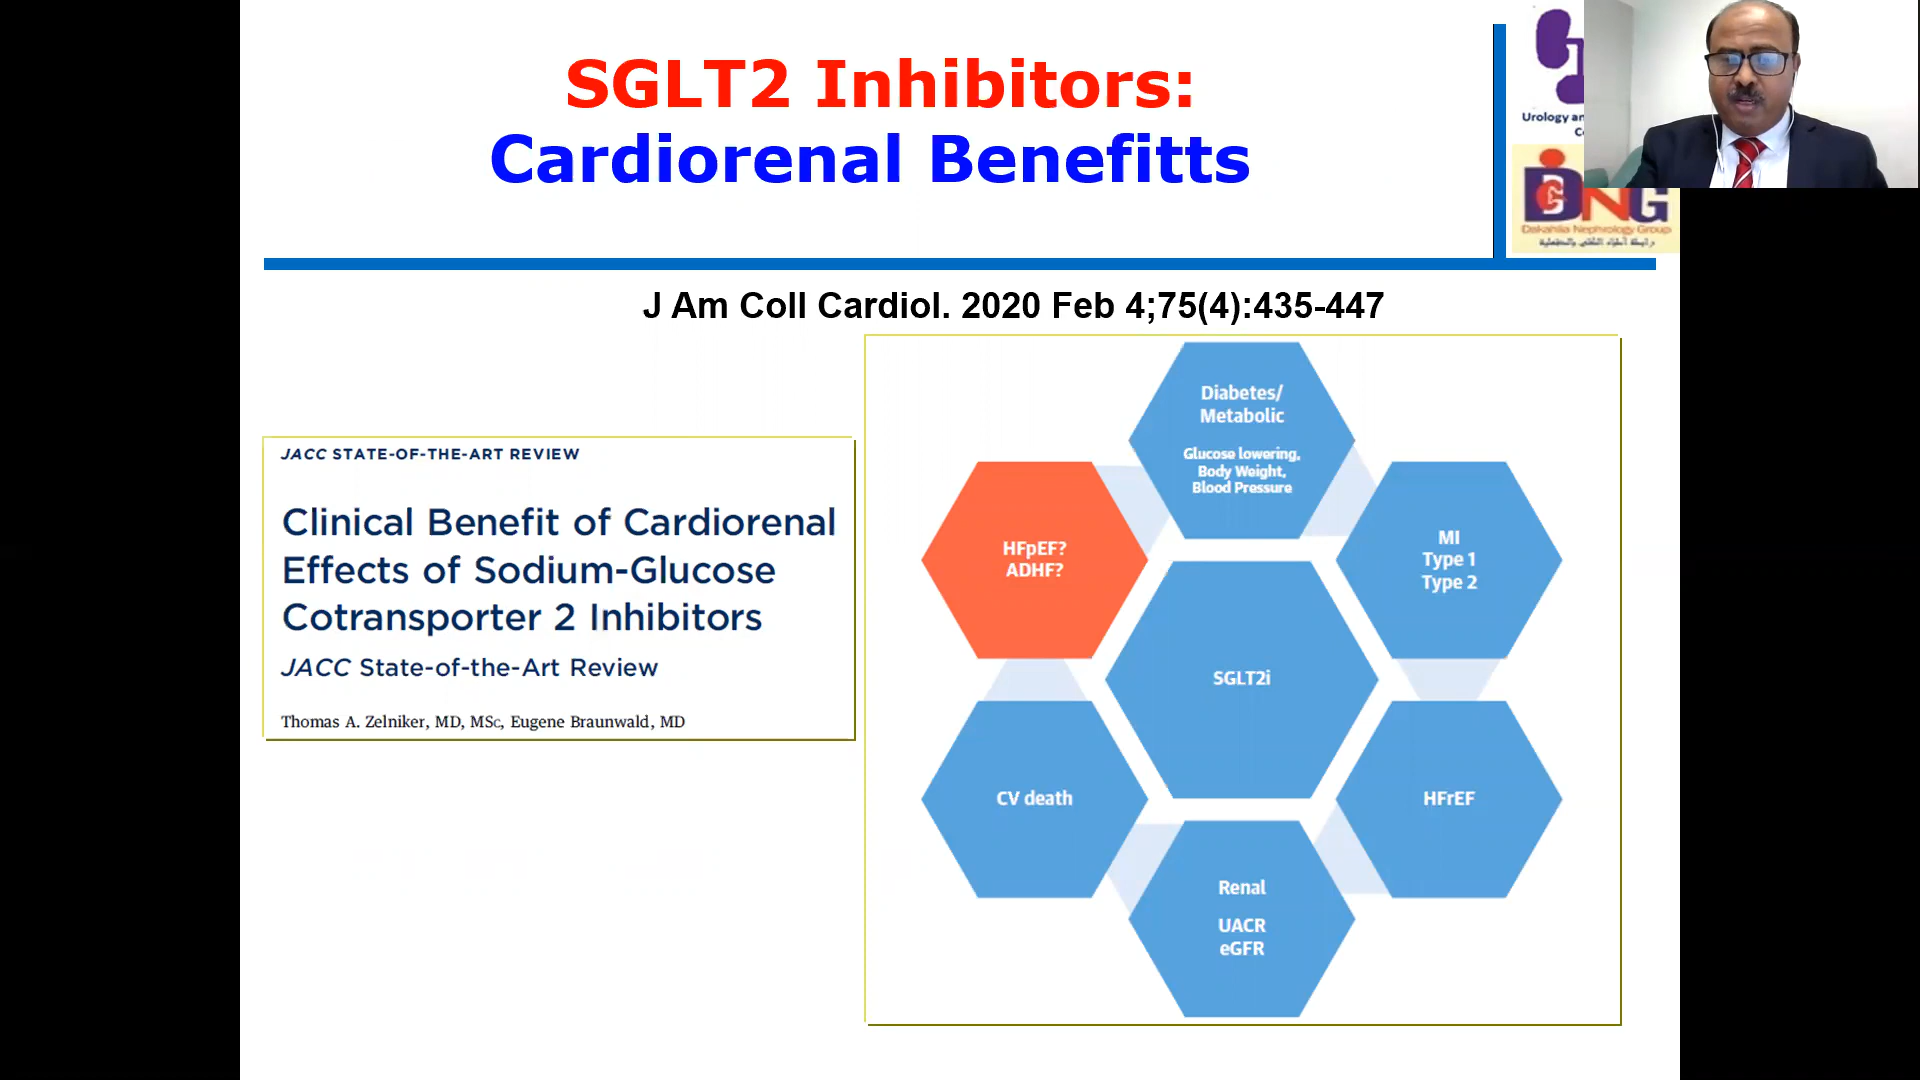 SGLT2 Inhibitors:
Cardiorenal Benefitts
Urology an
Dakahlia Nephrology Group
J Am Coll Cardiol. 2020 Feb 4;75(4):435-447
JACC STATE-OF-THE-ART REVIEW
Clinical Benefit of Cardiorenal
Effects of Sodium-Glucose
Cotransporter 2 Inhibitors
JACC State-of-the-Art Review
Thomas A. Zelniker, MD, MSc, Eugene Braunwald, MD
Diabetes/
Metabolic
Glucose lowering,
Body Weight,
Blood Pressure
HFpEF?
ADHF?
MI
Type 1
Type 2
SGLT2i
CV death
HFrEF
Renal
UACR
eGFR